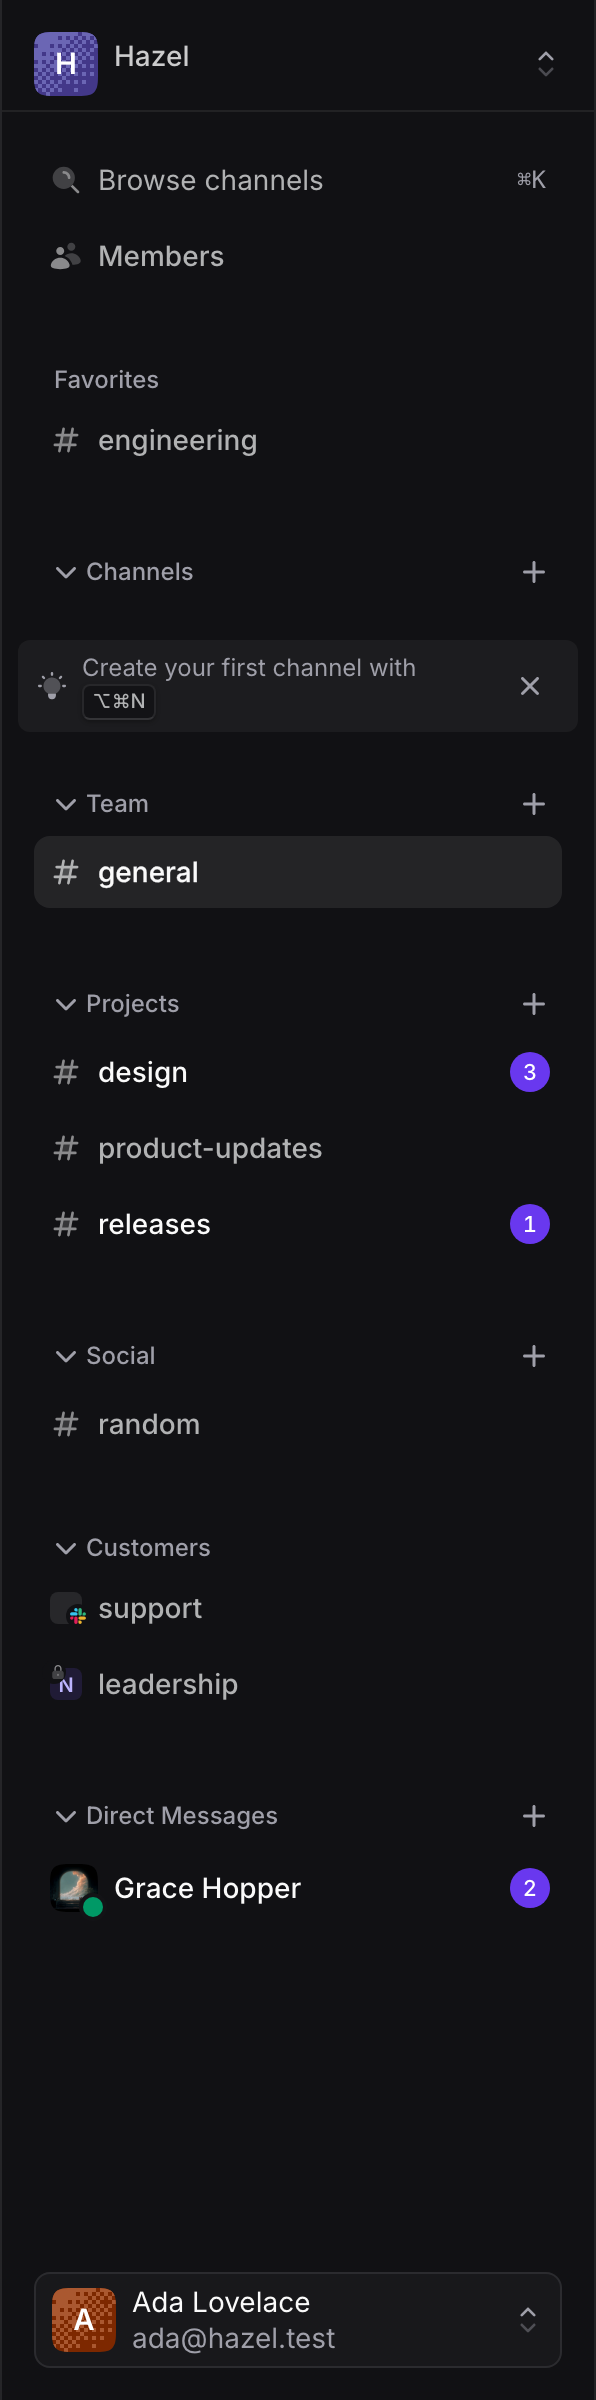 H Hazel
Browse channels ⌘K
Members
Favorites
# engineering
Channels
Create your first channel with
⌥⌘N
Team
# general
Projects
# design 3
# product-updates
# releases 1
Social
# random
Customers
support
N leadership
Direct Messages
Grace Hopper 2
A Ada Lovelace
ada@hazel.test